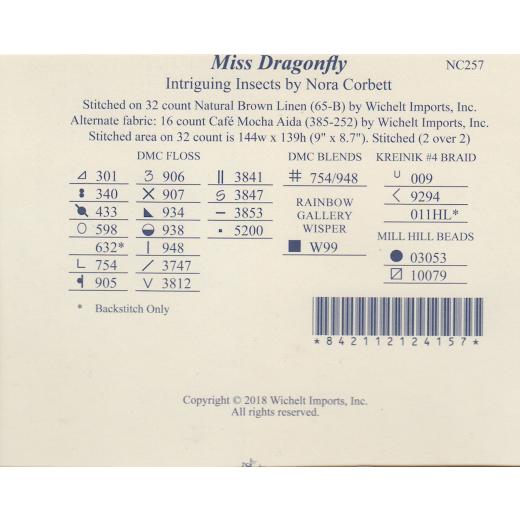 Miss Dragonfly NC257
Intriguing Insects by Nora Corbett
Stitched on 32 count Natural Brown Linen (65-B) by Wichelt Imports, Inc.
Alternate fabric: 16 count Café Mocha Aida (385-252) by Wichelt Imports, Inc.
Stitched area on 32 count is 144w x 139h (9" x 8.7"). Stitched (2 over 2)
DMC FLOSS
301
340
433
598
632*
754
905
3 906
907
934
938
948
3747
3812
3841
3847
3853
5200
* Backstitch Only
DMC BLENDS
# 754/948
RAINBOW
GALLERY
WISPER
W99
KREINIK #4 BRAID
009
9294
011HL*
MILL HILL BEADS
03053
10079
*842112124157*
Copyright © 2018 Wichelt Imports, Inc.
All rights reserved.